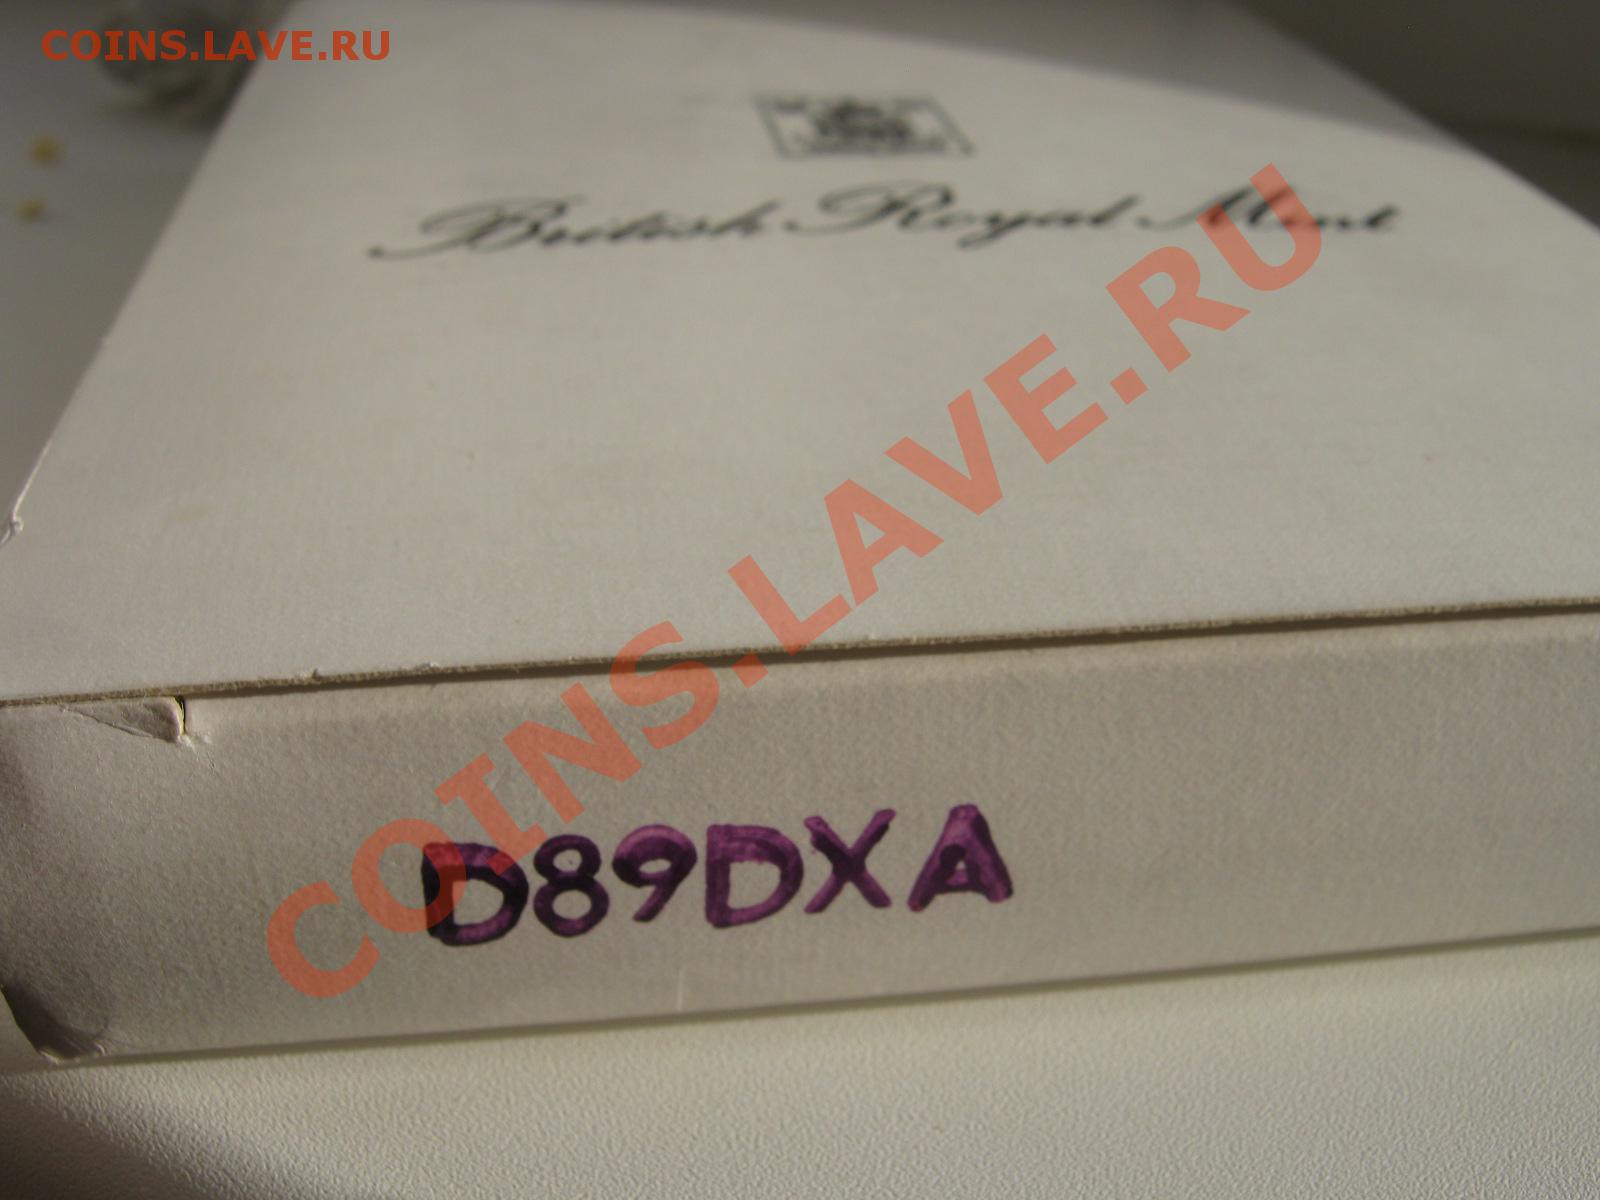 COINS.LAVE.RU
British Royal Mint
COINS.LAVE.RU
D89DXA